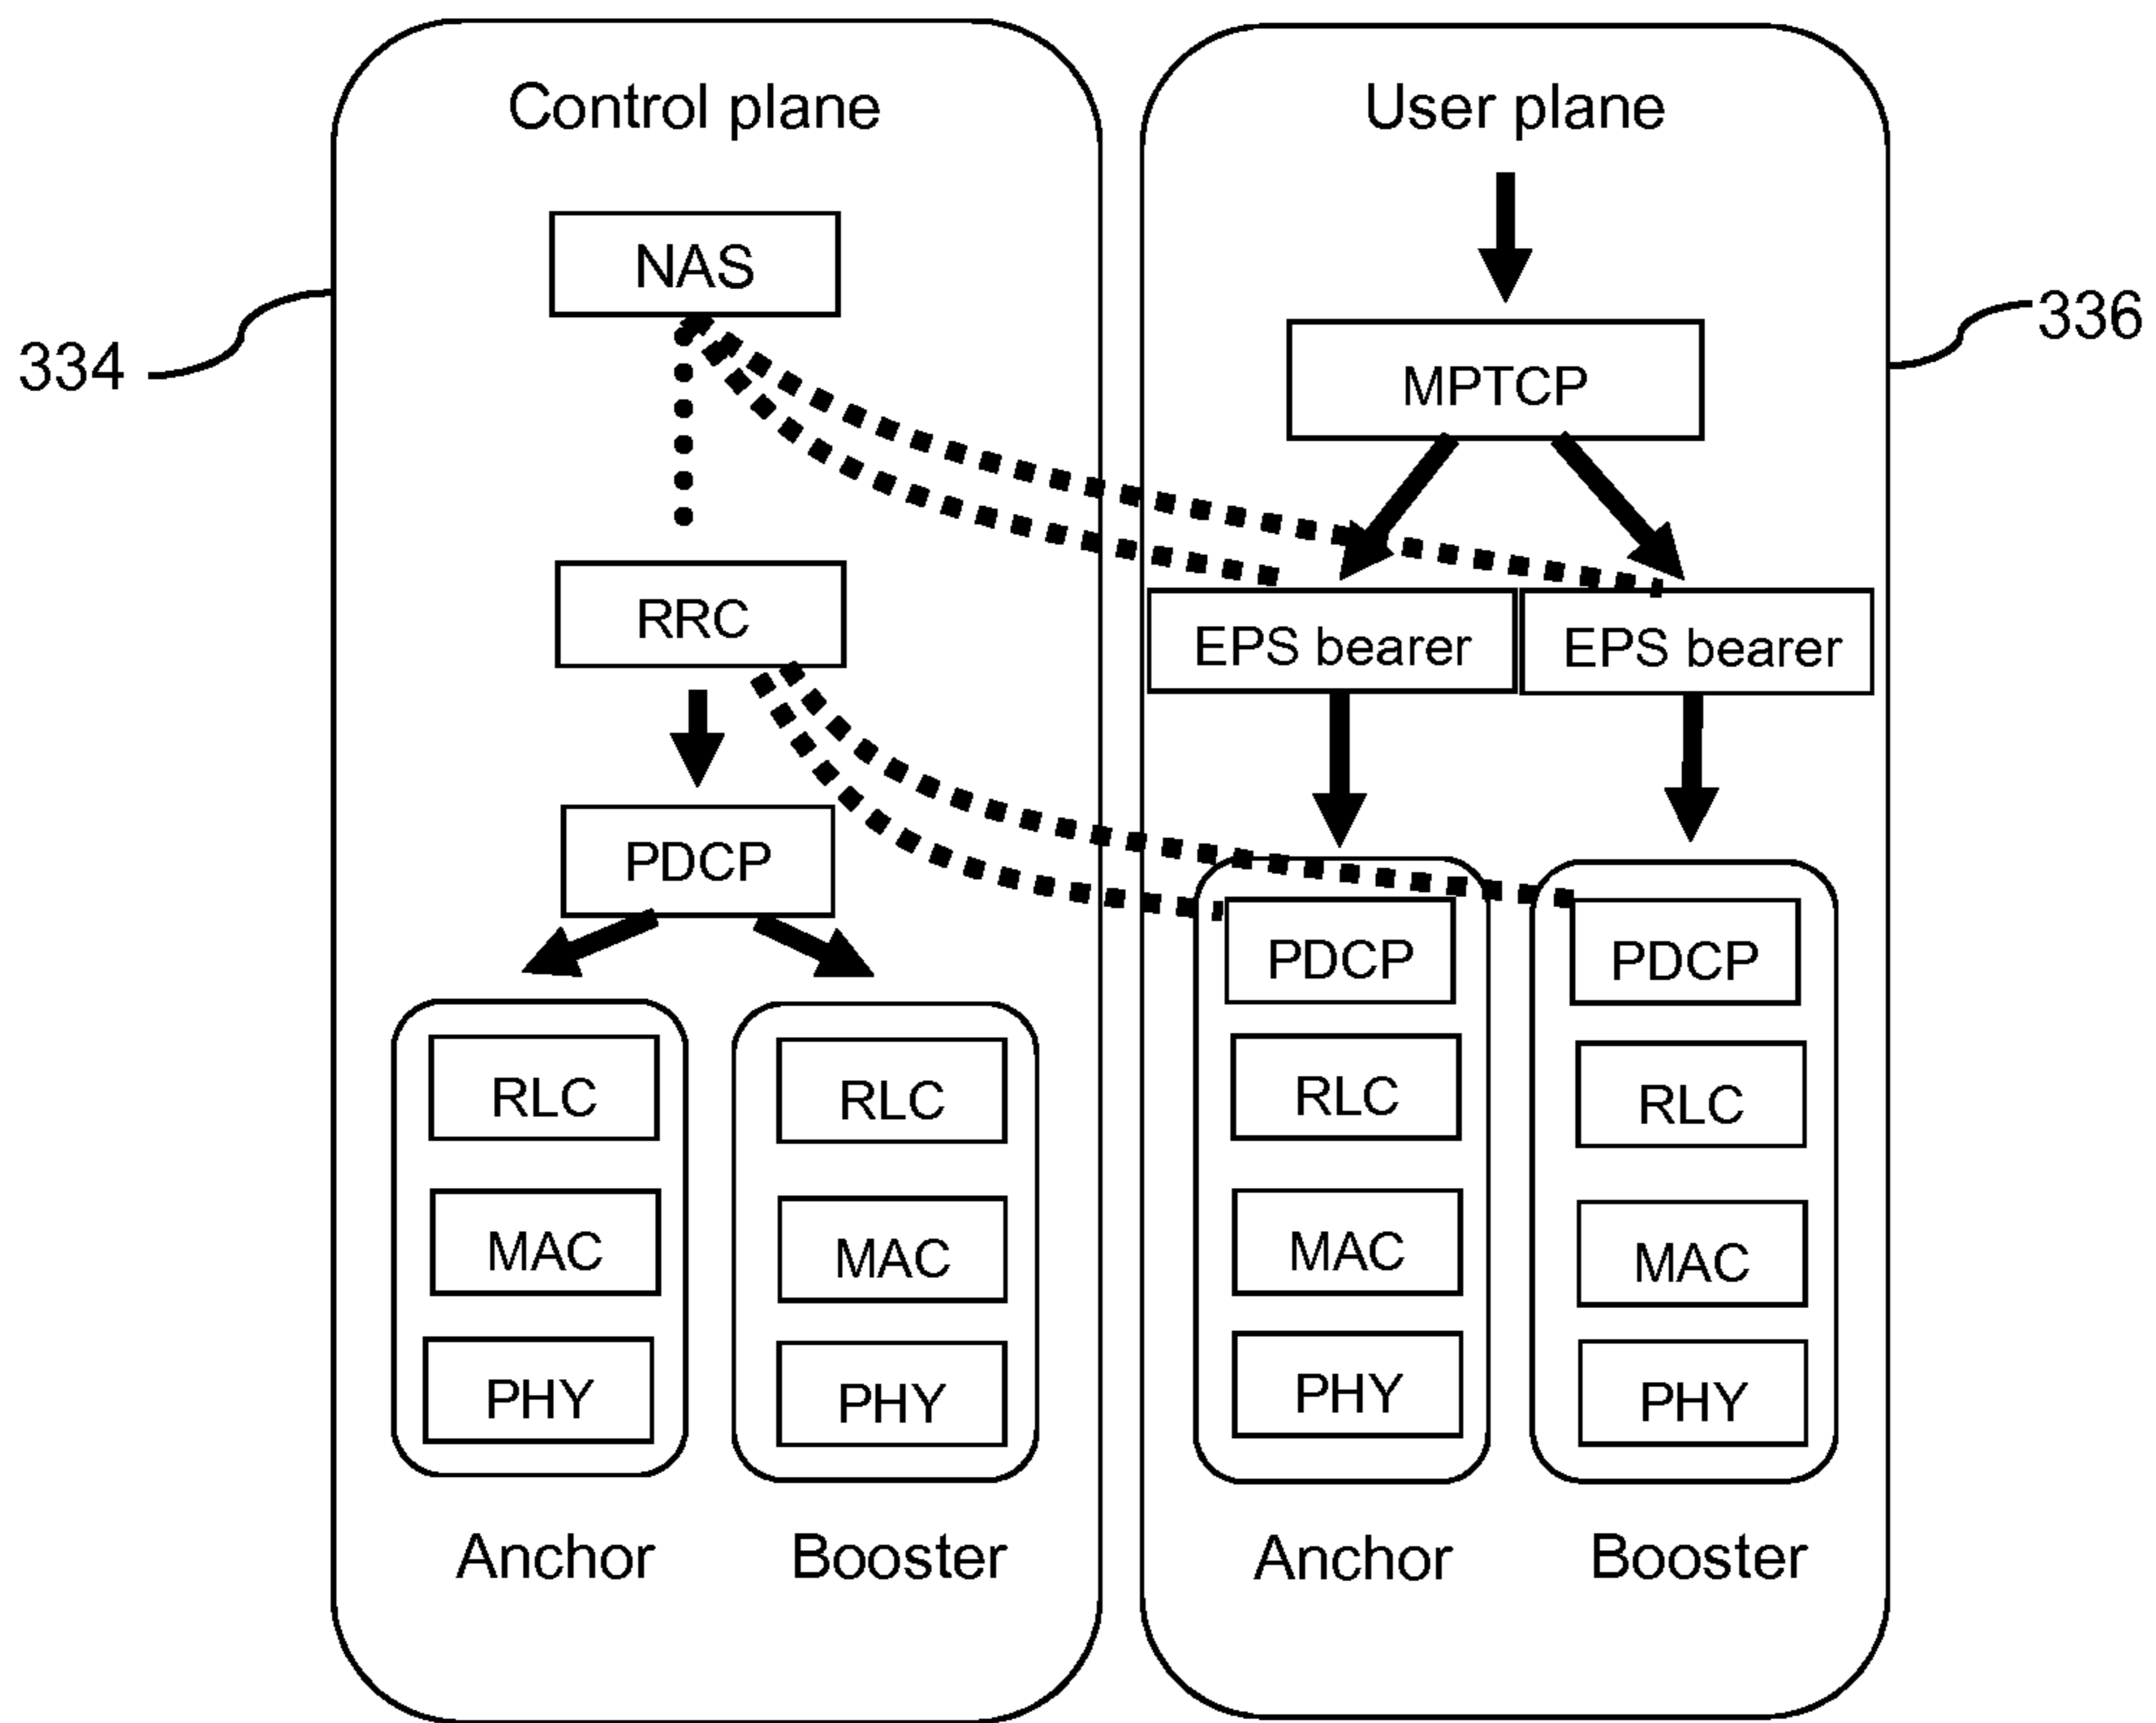 Control plane
NAS
334
RRC
PDCP
RLC
MAC
PHY
Anchor
RLC
MAC
PHY
Booster
User plane
336
MPTCP
EPS bearer
EPS bearer
PDCP
RLC
MAC
PHY
Anchor
PDCP
RLC
MAC
PHY
Booster